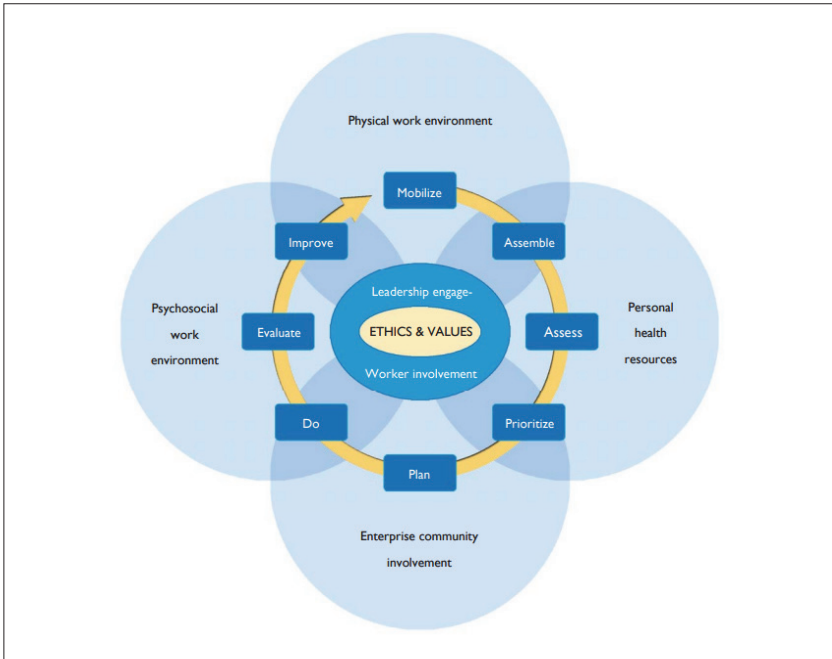 Physical work environment
Mobilize
Improve
Assemble
Leadership engage-
Psychosocial
work
environment
Evaluate
ETHICS & VALUES
Assess
Personal
health
resources
Worker involvement
Do
Prioritize
Plan
Enterprise community
involvement